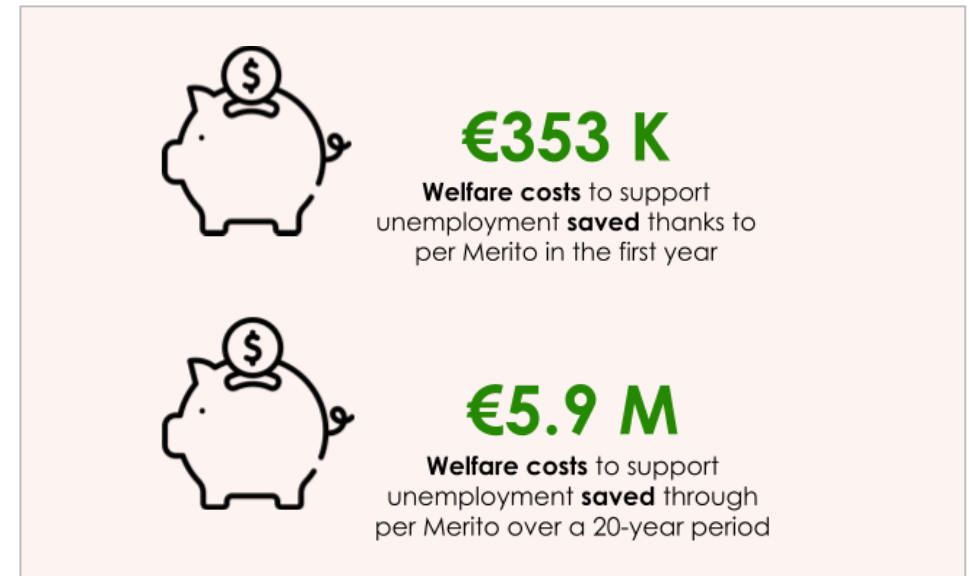 $
€353 K
Welfare costs to support
unemployment saved thanks to
per Merito in the first year
$
€5.9 M
Welfare costs to support
unemployment saved through
per Merito over a 20-year period